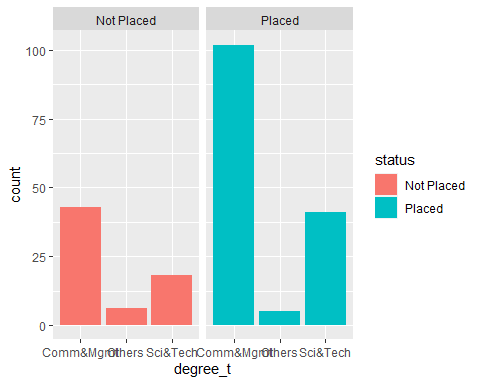 Not Placed Placed
100
75
50
25
0
count
Comm&Mgmt Others Sci&Tech Comm&Mgmt Others Sci&Tech
degree_t
status
Not Placed
Placed